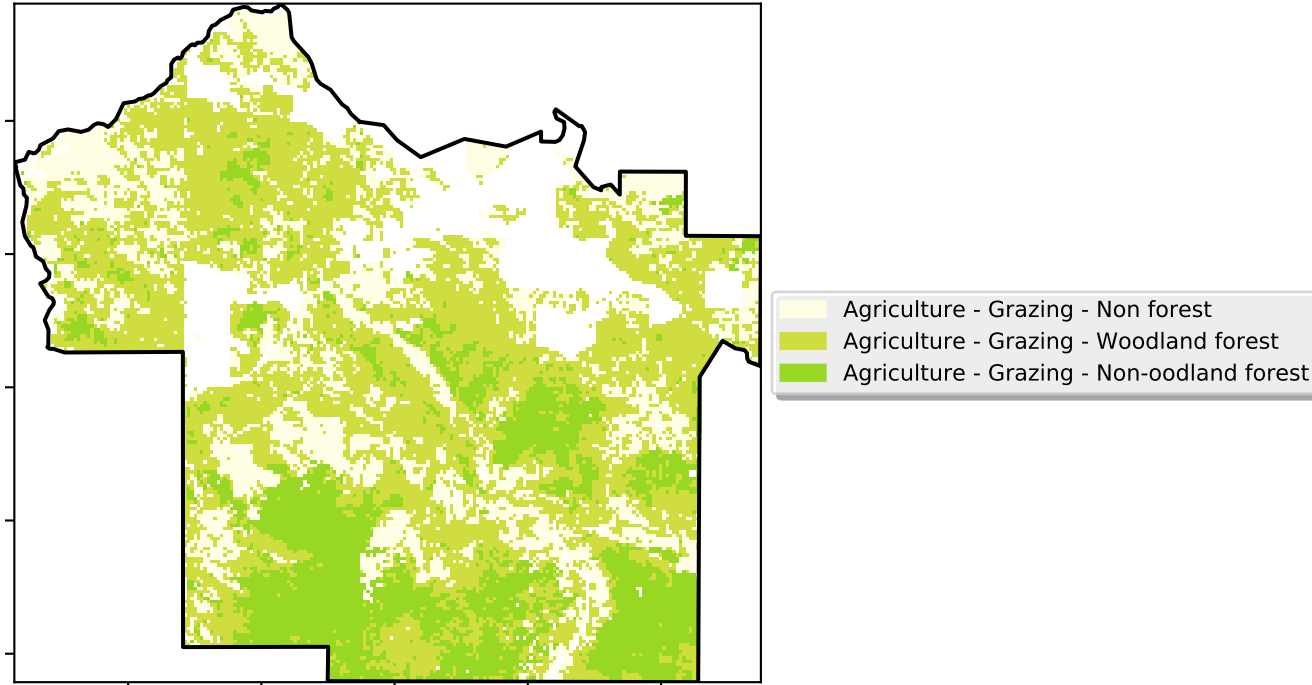 Agriculture - Grazing - Non forest
Agriculture - Grazing - Woodland forest
Agriculture - Grazing - Non-oodland forest